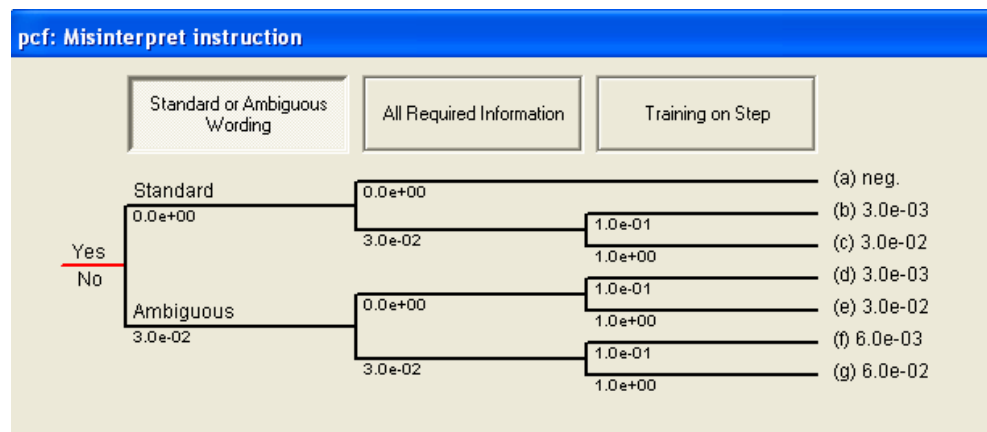 pcf: Misinterpret instruction
Standard or Ambiguous
Wording
All Required Information
Training on Step
Standard
0.0e+00
0.0e+00
(a) neg.
3.0e-02
1.0e-01
(b) 3.0e-03
1.0e+00
(c) 3.0e-02
Yes
No
Ambiguous
3.0e-02
0.0e+00
1.0e-01
(d) 3.0e-03
1.0e+00
(e) 3.0e-02
3.0e-02
1.0e-01
(f) 6.0e-03
1.0e+00
(g) 6.0e-02